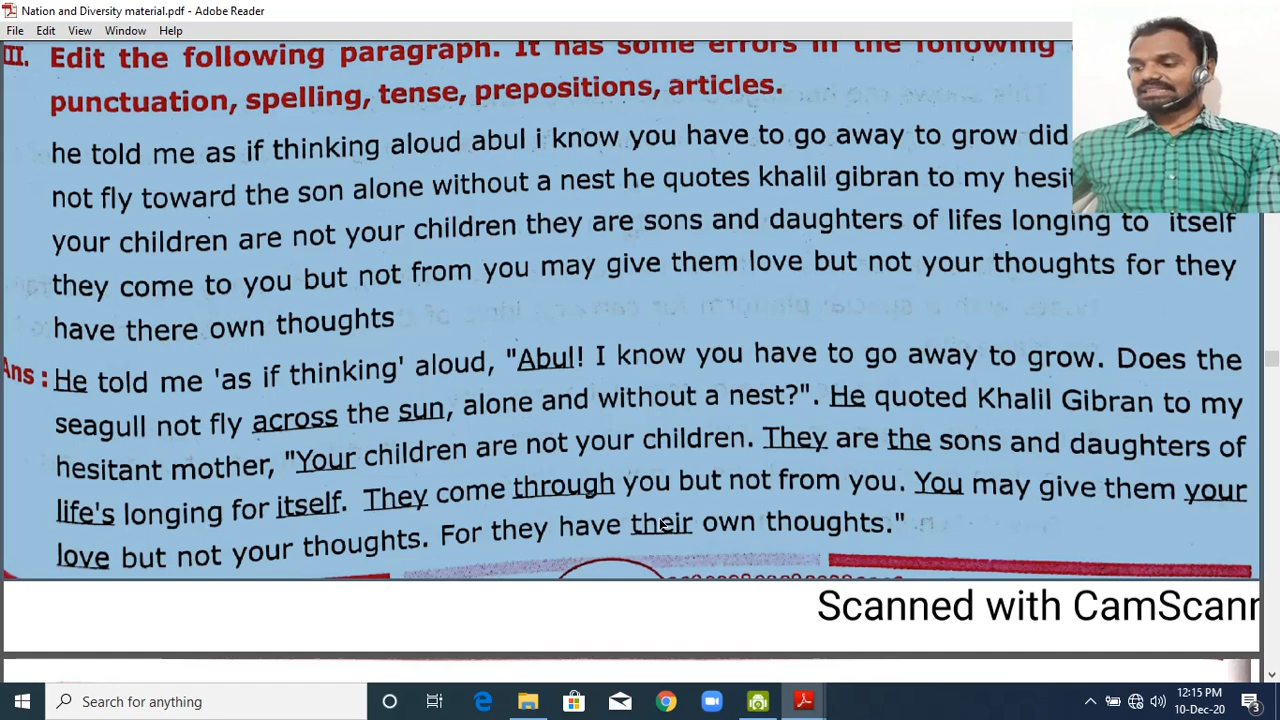 Nation and Diversity material.pdf - Adobe Reader
File Edit View Window Help
III. Edit the following paragraph. It has some errors in the following
punctuation, spelling, tense, prepositions, articles.
he told me as if thinking aloud abul i know you have to go away to grow did
not fly toward the son alone without a nest he quotes khalil gibran to my
your children are not your children they are sons and daughters of lifes longing to itself
they come to you but not from you may give them love but not your thoughts for they
have there own thoughts
Ans : He told me 'as if thinking' aloud, "Abul! I know you have to go away to grow. Does the
seagull not fly across the sun, alone and without a nest?". He quoted Khalil Gibran to my
hesitant mother, "Your children are not your children. They are the sons and daughters of
life's longing for itself. They come through you but not from you. You may give them your
love but not your thoughts. For they have their own thoughts."
Scanned with
Search for anything
12:15 PM
10-Dec-20
3